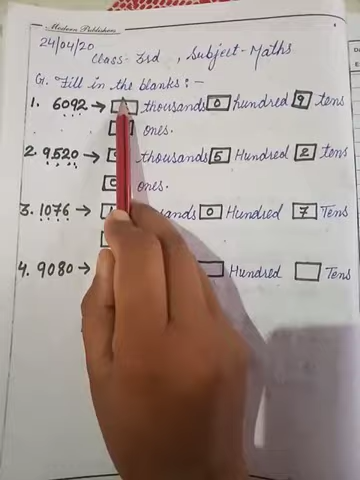 Modern Publishers
24/04/20
Class- 3rd , Subject- Maths
G. Fill in the blanks :-
1. 6092 → thousands 0 hundred 9 tens
ones.
2. 9,520 → thousands 5 Hundred 2 tens
0 ones.
3. 1076 → 0 Hundred 7 Tens
4. 9080 → Hundred Tens